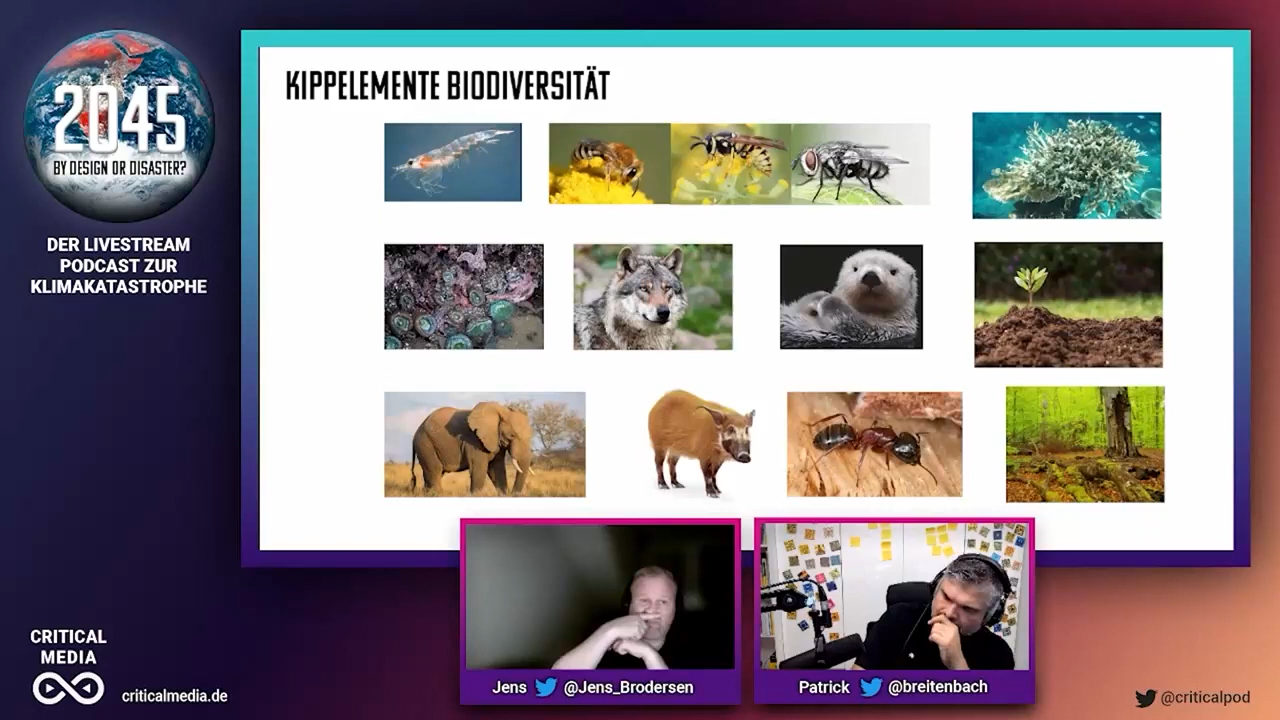 2045
BY DESIGN OR DISASTER?
DER LIVESTREAM
PODCAST ZUR
KLIMAKATASTROPHE
KIPPELEMENTE BIODIVERSITÄT
CRITICAL
MEDIA
criticalmedia.de
Jens @Jens_Brodersen
Patrick @breitenbach
@criticalpod